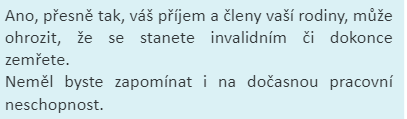 Ano, přesně tak, váš příjem a členy vaší rodiny, může
ohrozit, že se stanete invalidním či dokonce
zemřete.
Neměl byste zapomínat i na dočasnou pracovní
neschopnost.